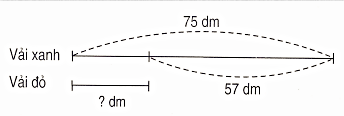 75 dm
Vải xanh
Vải đỏ
? dm
57 dm